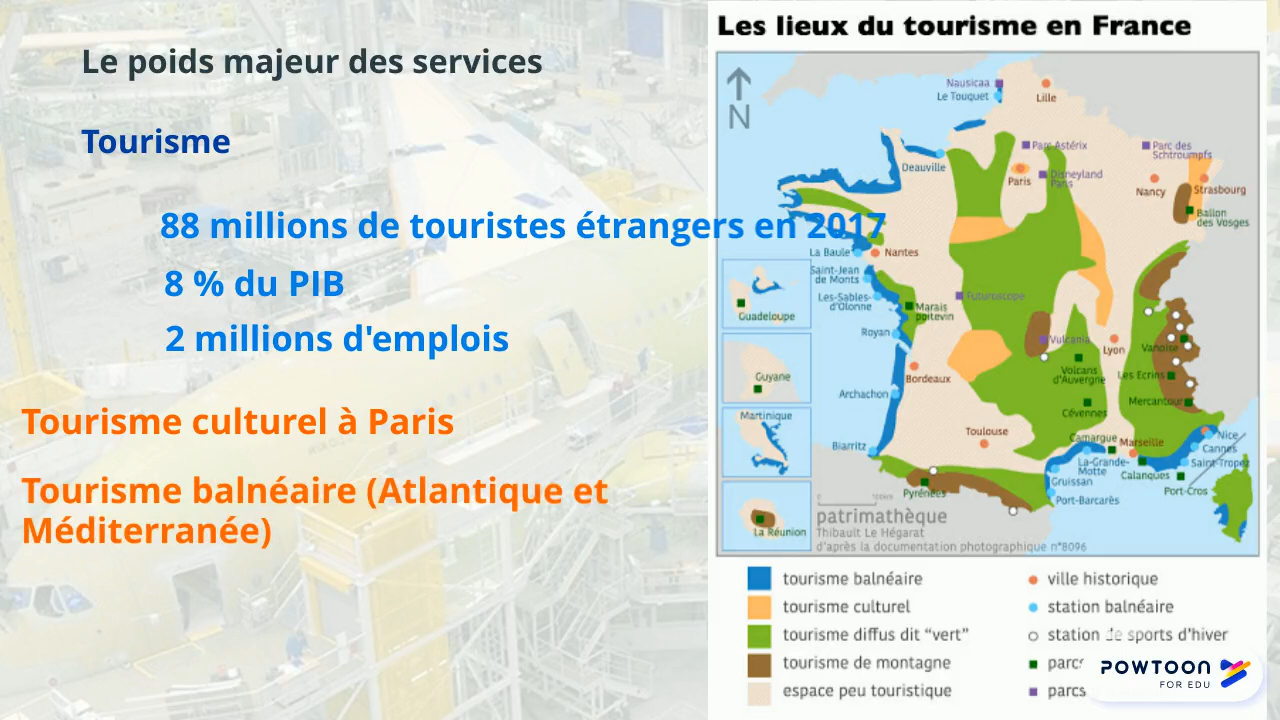 Le poids majeur des services
Tourisme
88 millions de touristes étrangers en 2017
8 % du PIB
2 millions d'emplois
Tourisme culturel à Paris
Tourisme balnéaire (Atlantique et
Méditerranée)
Les lieux du tourisme en France
N
Nausicaa
Le Touquet
Lille
Parc Astérix
Parc des
Schtroumpfs
Deauville
Paris
Disneyland
Paris
Nancy
Strasbourg
Ballon
des Vosges
La Baule
Nantes
Saint-Jean
de Monts
Les-Sables-
d'Olonne
Marais
poitevin
Futuroscope
Guadeloupe
Royan
Vulcania
Lyon
Vanoise
Volcans
d'Auvergne
Les Ecrins
Guyane
Bordeaux
Archachon
Mercantour
Cévennes
Martinique
Toulouse
Biarritz
Camargue
Marseille
Nice
Cannes
La-Grande-
Motte
Saint-Tropez
Calanques
Gruissan
Port-Cros
Pyrénées
Port-Barcarès
La Réunion
100km
patrimathèque
Thibault Le Hégarat
d'après la documentation photographique n°8096
tourisme balnéaire
tourisme culturel
tourisme diffus dit “vert”
tourisme de montagne
espace peu touristique
ville historique
station balnéaire
station de sports d'hiver
parcs
parcs
POWTOON
FOR EDU